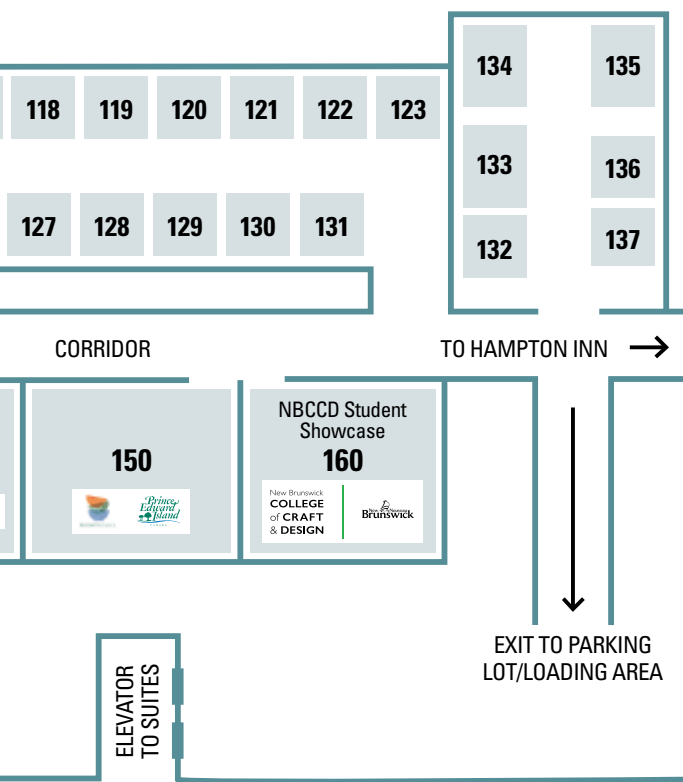 134
135
118
119
120
121
122
123
133
136
127
128
129
130
131
132
137
CORRIDOR
TO HAMPTON INN
NBCCD Student
Showcase
150
160
Prince
Edward
Island
New Brunswick
COLLEGE
of CRAFT
& DESIGN
Brunswick
EXIT TO PARKING
LOT/LOADING AREA
ELEVATOR
TO SUITES